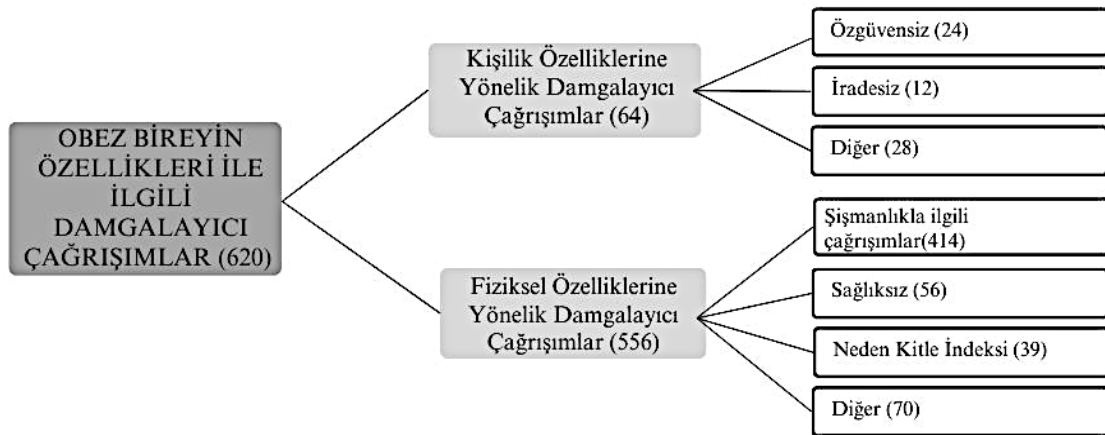 OBEZ BİREYİN
ÖZELLİKLERİ İLE
İLGİLİ
DAMGALAYICI
ÇAĞRIŞIMLAR (620)
Kişilik Özelliklerine
Yönelik Damgalayıcı
Çağrışımlar (64)
Özgüvensiz (24)
İradesiz (12)
Diğer (28)
Fiziksel Özelliklerine
Yönelik Damgalayıcı
Çağrışımlar (556)
Şişmanlıkla ilgili
çağrışımlar(414)
Sağlıksız (56)
Neden Kitle İndeksi (39)
Diğer (70)